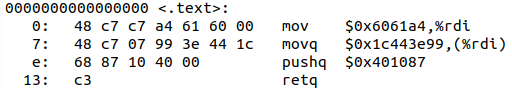 0000000000000000 <.text>:
0: 48 c7 c7 a4 61 60 00 mov $0x6061a4,%rdi
7: 48 c7 07 99 3e 44 1c movq $0x1c443e99,(%rdi)
e: 68 87 10 40 00 pushq $0x401087
13: c3 retq